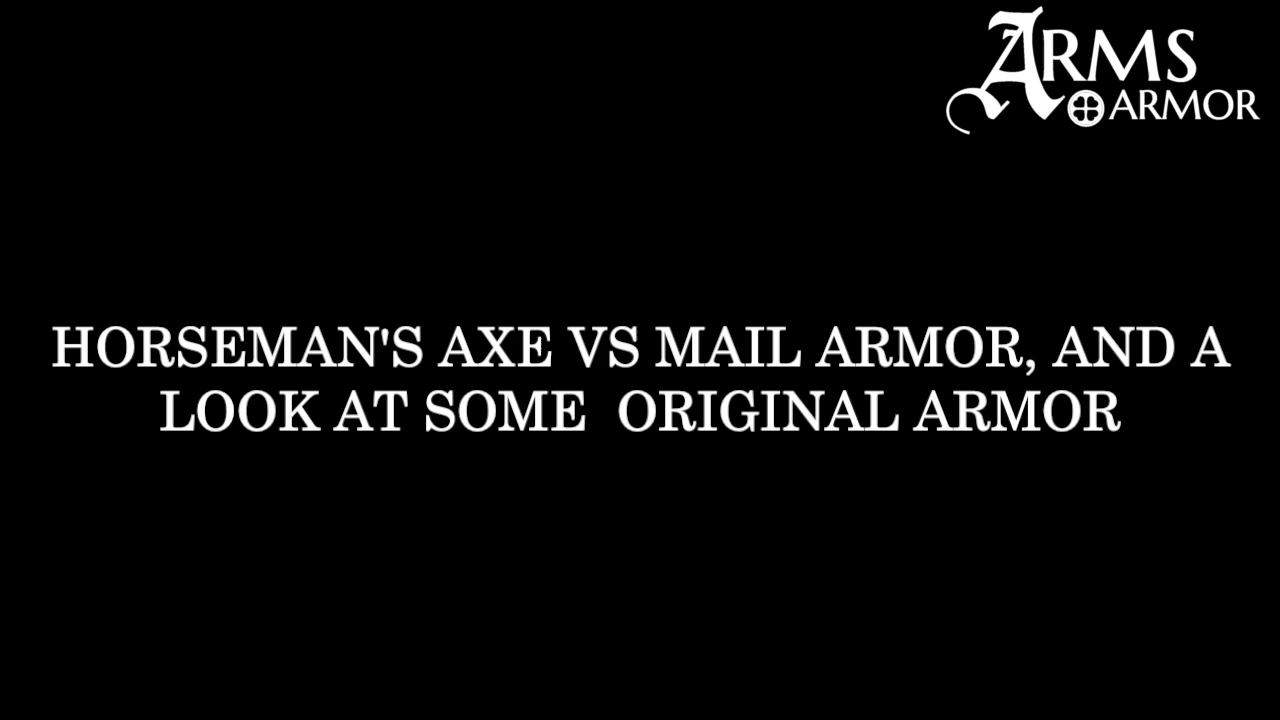 ARMS
ARMOR
HORSEMAN'S AXE VS MAIL ARMOR, AND A
LOOK AT SOME  ORIGINAL ARMOR